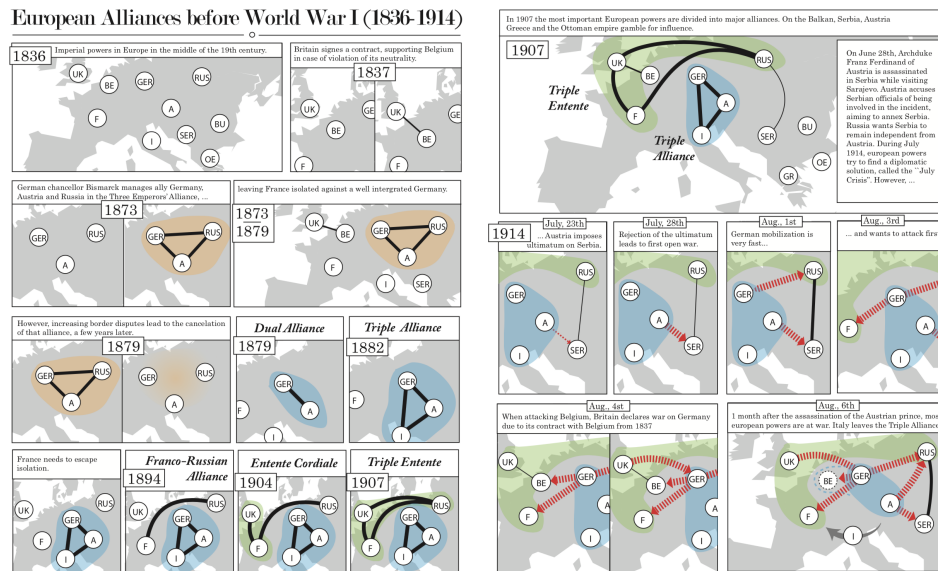 European Alliances before World War I (1836-1914)
1836
Imperial powers in Europe in the middle of the 19th century.
UK
BE
GER
RUS
F
A
BU
I
SER
OE
Britain signs a contract, supporting Belgium
in case of violation of its neutrality.
1837
UK
GE
BE
F
UK
GE
BE
F
German chancellor Bismarck manages ally Germany,
Austria and Russia in the Three Emperors' Alliance, ...
1873
GER
RUS
A
GER
RUS
A
leaving France isolated against a well intergrated Germany.
1873
1879
UK
BE
GER
RUS
F
A
I
SER
However, increasing border disputes lead to the cancelation
of that alliance, a few years later.
1879
GER
RUS
A
GER
RUS
A
Dual Alliance
1879
GER
F
A
I
Triple Alliance
1882
GER
F
A
I
France needs to escape
isolation.
UK
RUS
GER
F
A
I
Franco-Russian
Alliance
1894
UK
RUS
GER
F
A
I
Entente Cordiale
1904
UK
RUS
GER
F
A
I
Triple Entente
1907
UK
RUS
GER
F
A
I
In 1907 the most important European powers are divided into major alliances. On the Balkan, Serbia, Austria
Greece and the Ottoman empire gamble for influence.
1907
UK
BE
GER
RUS
Triple
Entente
F
A
Triple
Alliance
I
SER
BU
OE
GR
On June 28th, Archduke
Franz Ferdinand of
Austria is assassinated
in Serbia while visiting
Sarajevo. Austria accuses
Serbian officials of being
involved in the incident,
aiming to annex Serbia.
Russia wants Serbia to
remain independent from
Austria. During July
1914, european powers
try to find a diplomatic
solution, called the "July
Crisis". However, ...
1914
July, 23th
... Austria imposes
ultimatum on Serbia.
RUS
GER
A
SER
I
July, 28th
Rejection of the ultimatum
leads to first open war.
RUS
GER
A
SER
I
Aug., 1st
German mobilization is
very fast...
RUS
GER
A
SER
I
Aug., 3rd
... and wants to attack first
GER
F
A
I
Aug., 4st
When attacking Belgium, Britain declares war on Germany
due to its contract with Belgium from 1837
UK
BE
GER
F
A
I
UK
BE
GER
F
A
I
Aug., 6th
1 month after the assassination of the Austrian prince, mos
european powers are at war. Italy leaves the Triple Alliance
UK
BE
GER
RUS
F
A
SER
I